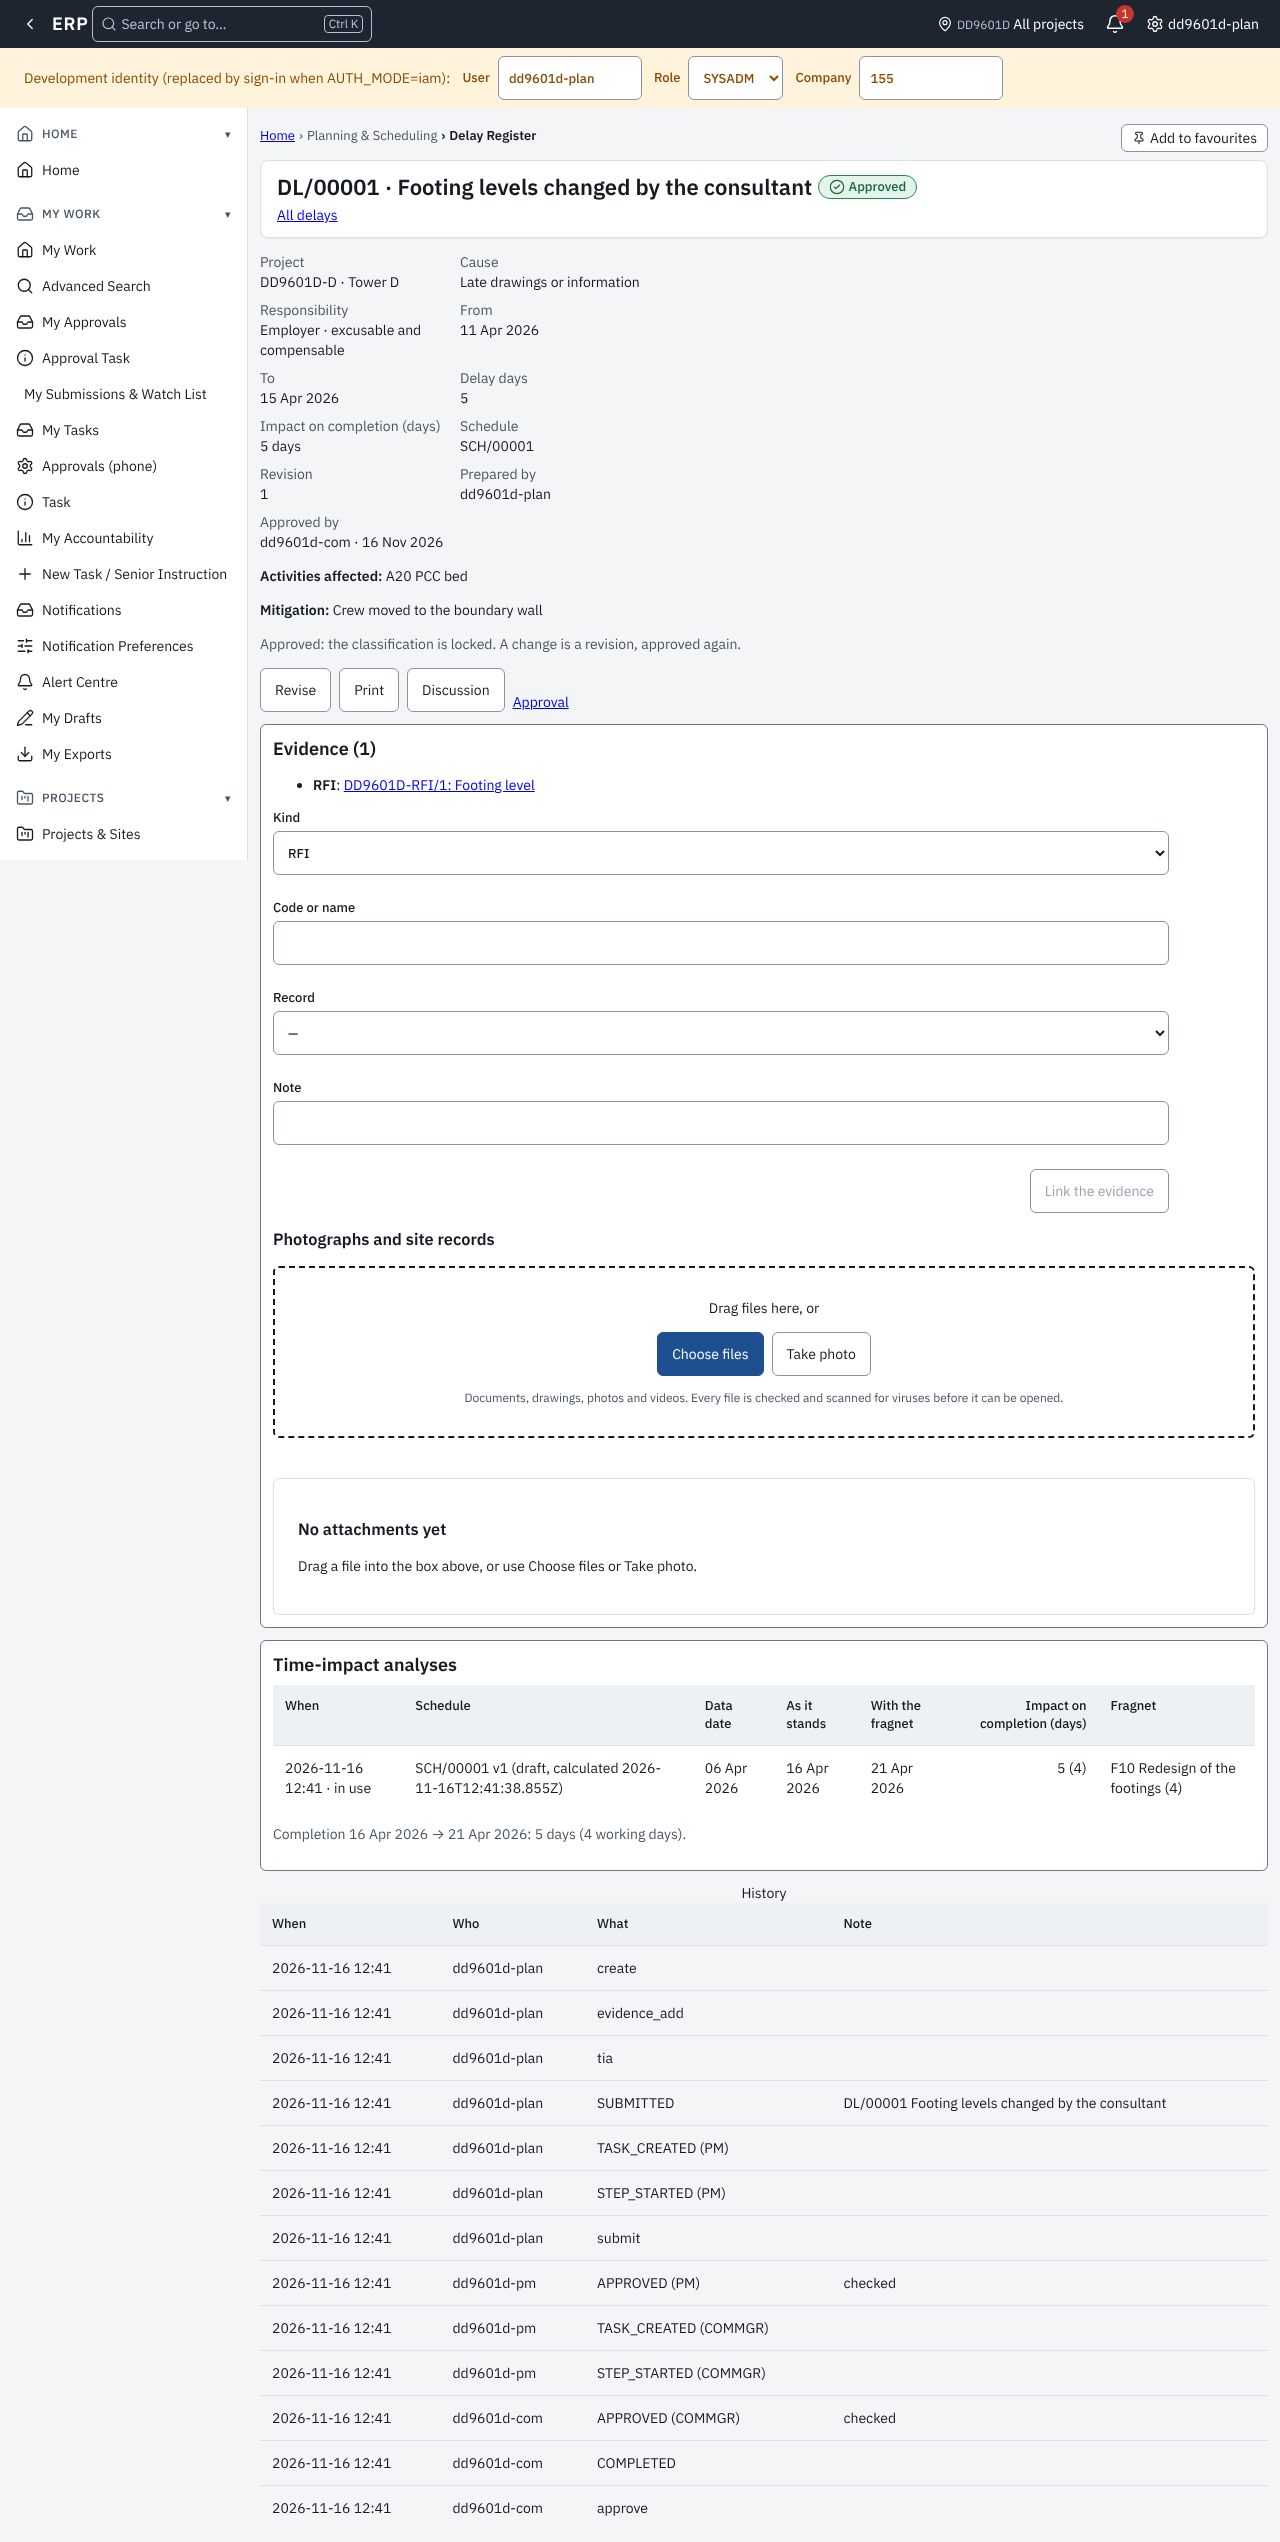 ERP
Search or go to...
Ctrl K
DD9601D All projects
1
dd9601d-plan
Development identity (replaced by sign-in when AUTH_MODE=iam):
User
dd9601d-plan
Role
SYSADM
Company
155
HOME
Home
MY WORK
My Work
Advanced Search
My Approvals
Approval Task
My Submissions & Watch List
My Tasks
Approvals (phone)
Task
My Accountability
New Task / Senior Instruction
Notifications
Notification Preferences
Alert Centre
My Drafts
My Exports
PROJECTS
Projects & Sites
Home › Planning & Scheduling › Delay Register
Add to favourites
DL/00001 · Footing levels changed by the consultant
Approved
All delays
Project
DD9601D-D · Tower D
Cause
Late drawings or information
Responsibility
Employer · excusable and
compensable
From
11 Apr 2026
To
15 Apr 2026
Delay days
5
Impact on completion (days)
5 days
Schedule
SCH/00001
Revision
1
Prepared by
dd9601d-plan
Approved by
dd9601d-com · 16 Nov 2026
Activities affected: A20 PCC bed
Mitigation: Crew moved to the boundary wall
Approved: the classification is locked. A change is a revision, approved again.
Revise
Print
Discussion
Approval
Evidence (1)
• RFI: DD9601D-RFI/1: Footing level
Kind
RFI
Code or name
Record
—
Note
Link the evidence
Photographs and site records
Drag files here, or
Choose files
Take photo
Documents, drawings, photos and videos. Every file is checked and scanned for viruses before it can be opened.
No attachments yet
Drag a file into the box above, or use Choose files or Take photo.
Time-impact analyses
When
Schedule
Data
date
As it
stands
With the
fragnet
Impact on
completion (days)
Fragnet
2026-11-16
12:41 · in use
SCH/00001 v1 (draft, calculated 2026-
11-16T12:41:38.855Z)
06 Apr
2026
16 Apr
2026
21 Apr
2026
5 (4)
F10 Redesign of the
footings (4)
Completion 16 Apr 2026 → 21 Apr 2026: 5 days (4 working days).
History
When Who What Note
2026-11-16 12:41 dd9601d-plan create
2026-11-16 12:41 dd9601d-plan evidence_add
2026-11-16 12:41 dd9601d-plan tia
2026-11-16 12:41 dd9601d-plan SUBMITTED DL/00001 Footing levels changed by the consultant
2026-11-16 12:41 dd9601d-plan TASK_CREATED (PM)
2026-11-16 12:41 dd9601d-plan STEP_STARTED (PM)
2026-11-16 12:41 dd9601d-plan submit
2026-11-16 12:41 dd9601d-pm APPROVED (PM) checked
2026-11-16 12:41 dd9601d-pm TASK_CREATED (COMMGR)
2026-11-16 12:41 dd9601d-pm STEP_STARTED (COMMGR)
2026-11-16 12:41 dd9601d-com APPROVED (COMMGR) checked
2026-11-16 12:41 dd9601d-com COMPLETED
2026-11-16 12:41 dd9601d-com approve